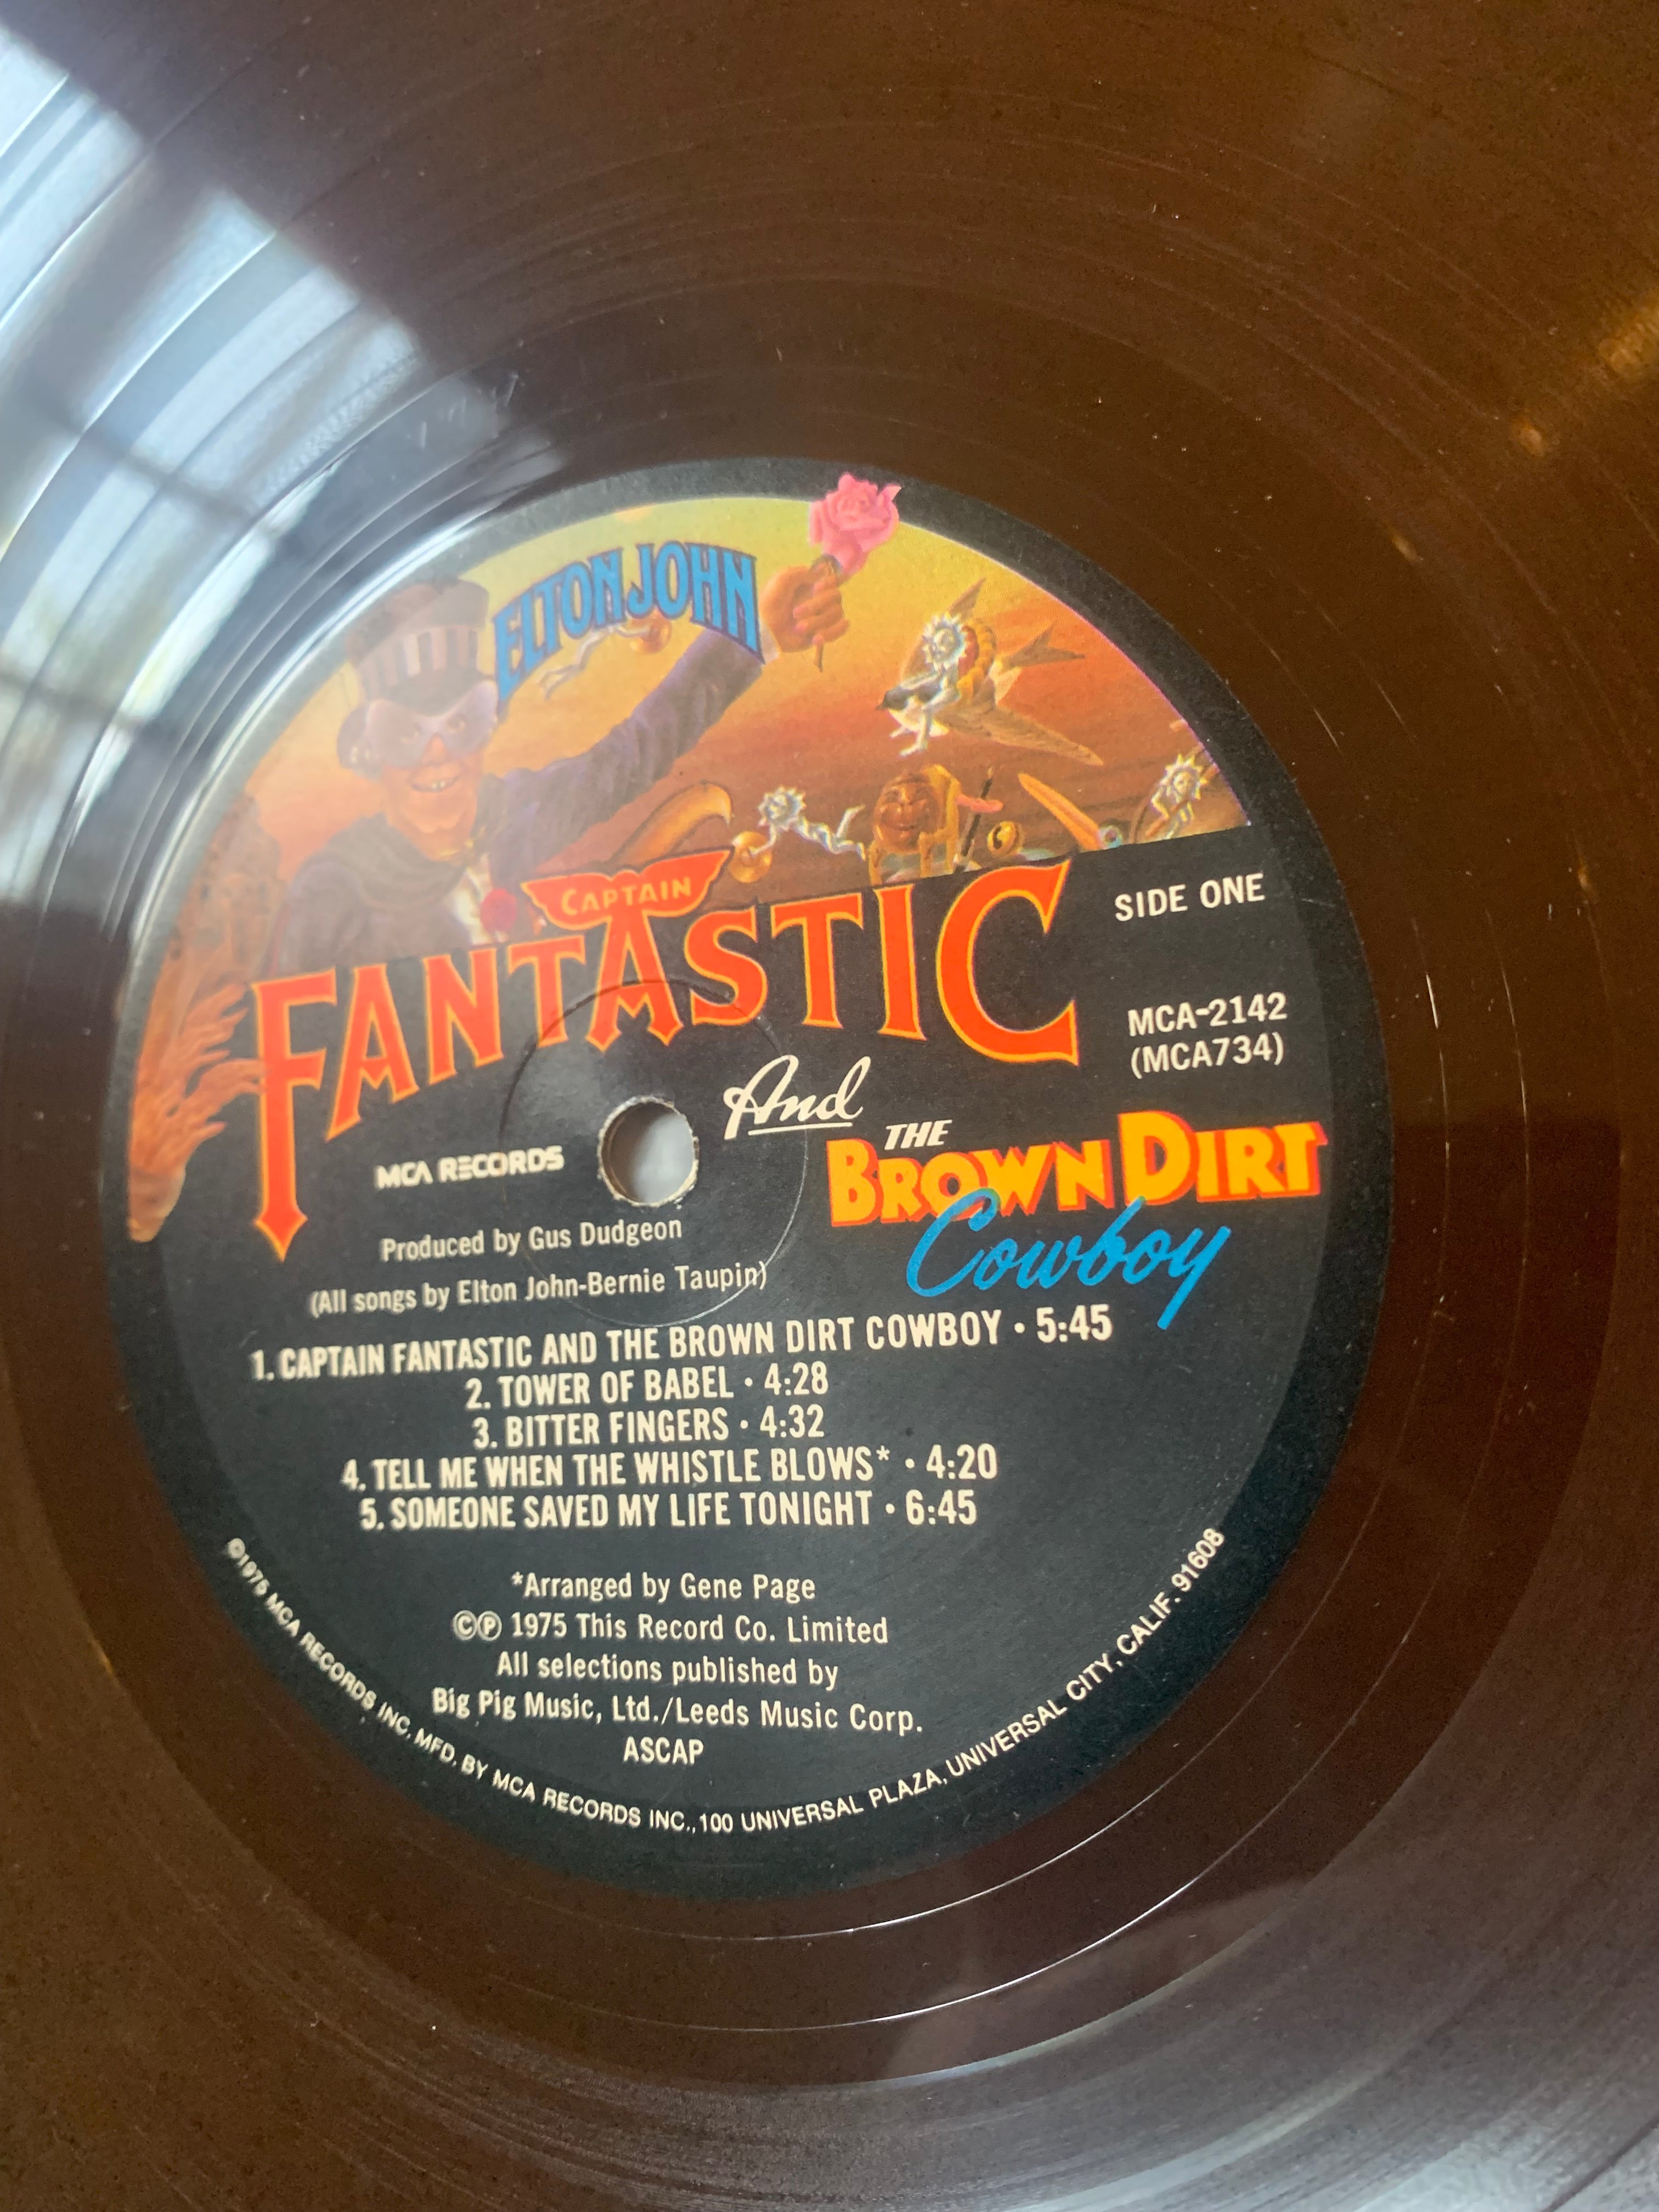 ELTON JOHN
CAPTAIN
FANTASTIC
SIDE ONE
MCA-2142
(MCA734)
And
THE
BROWN DIRT
Cowboy
MCA RECORDS
Produced by Gus Dudgeon
(All songs by Elton John-Bernie Taupin)
1. CAPTAIN FANTASTIC AND THE BROWN DIRT COWBOY • 5:45
2. TOWER OF BABEL • 4:28
3. BITTER FINGERS • 4:32
4. TELL ME WHEN THE WHISTLE BLOWS* • 4:20
5. SOMEONE SAVED MY LIFE TONIGHT • 6:45
*Arranged by Gene Page
©℗ 1975 This Record Co. Limited
All selections published by
Big Pig Music, Ltd./Leeds Music Corp.
ASCAP
©1975 MCA RECORDS INC. MFD. BY MCA RECORDS INC., 100 UNIVERSAL PLAZA, UNIVERSAL CITY, CALIF. 91608